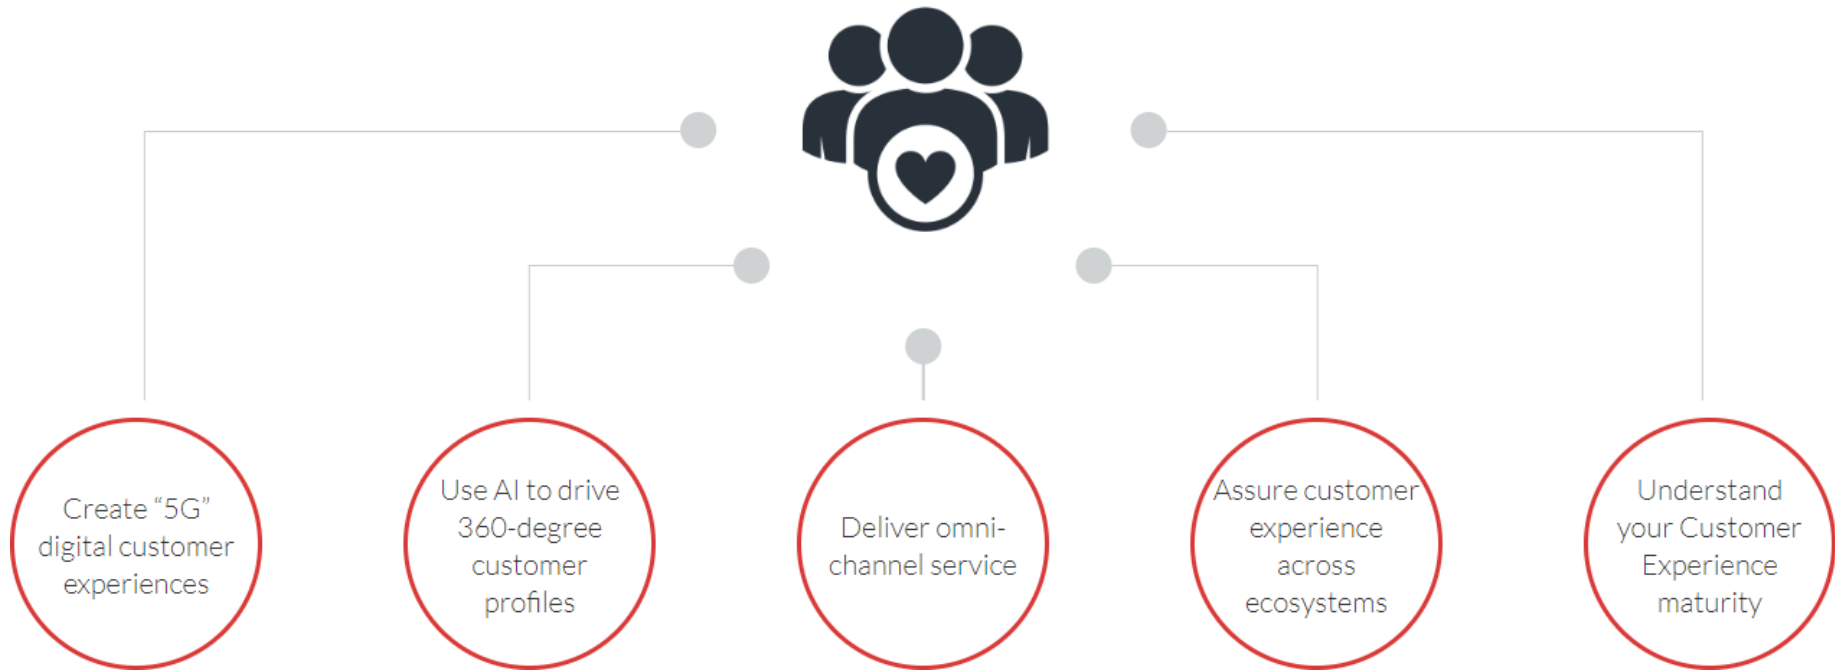 Create “5G”
digital customer
experiences
Use AI to drive
360-degree
customer
profiles
Deliver omni-
channel service
Assure customer
experience
across
ecosystems
Understand
your Customer
Experience
maturity